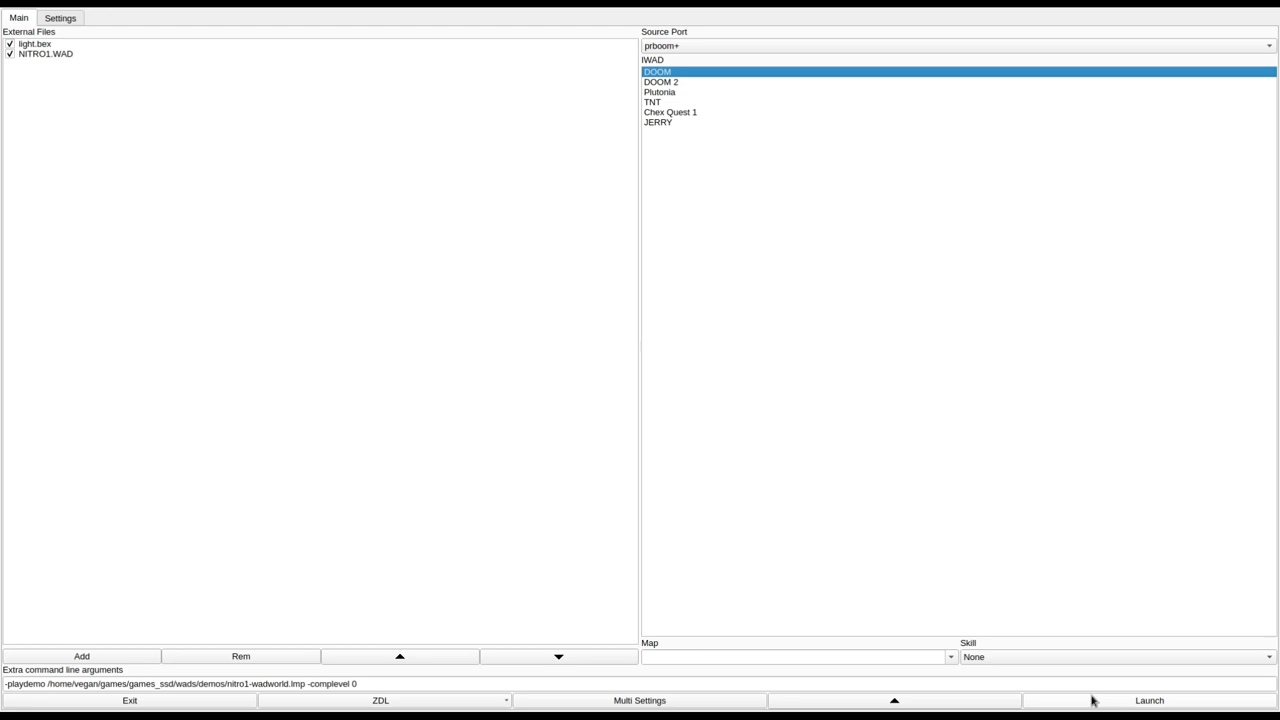 Main Settings
External Files
light.bex
NITRO1.WAD
Source Port
prboom+
IWAD
DOOM
DOOM 2
Plutonia
TNT
Chex Quest 1
JERRY
Add Rem
Map Skill
None
Extra command line arguments
-playdemo /home/vegan/games/games_ssd/wads/demos/nitro1-wadworld.lmp -complevel 0
Exit ZDL Multi Settings Launch